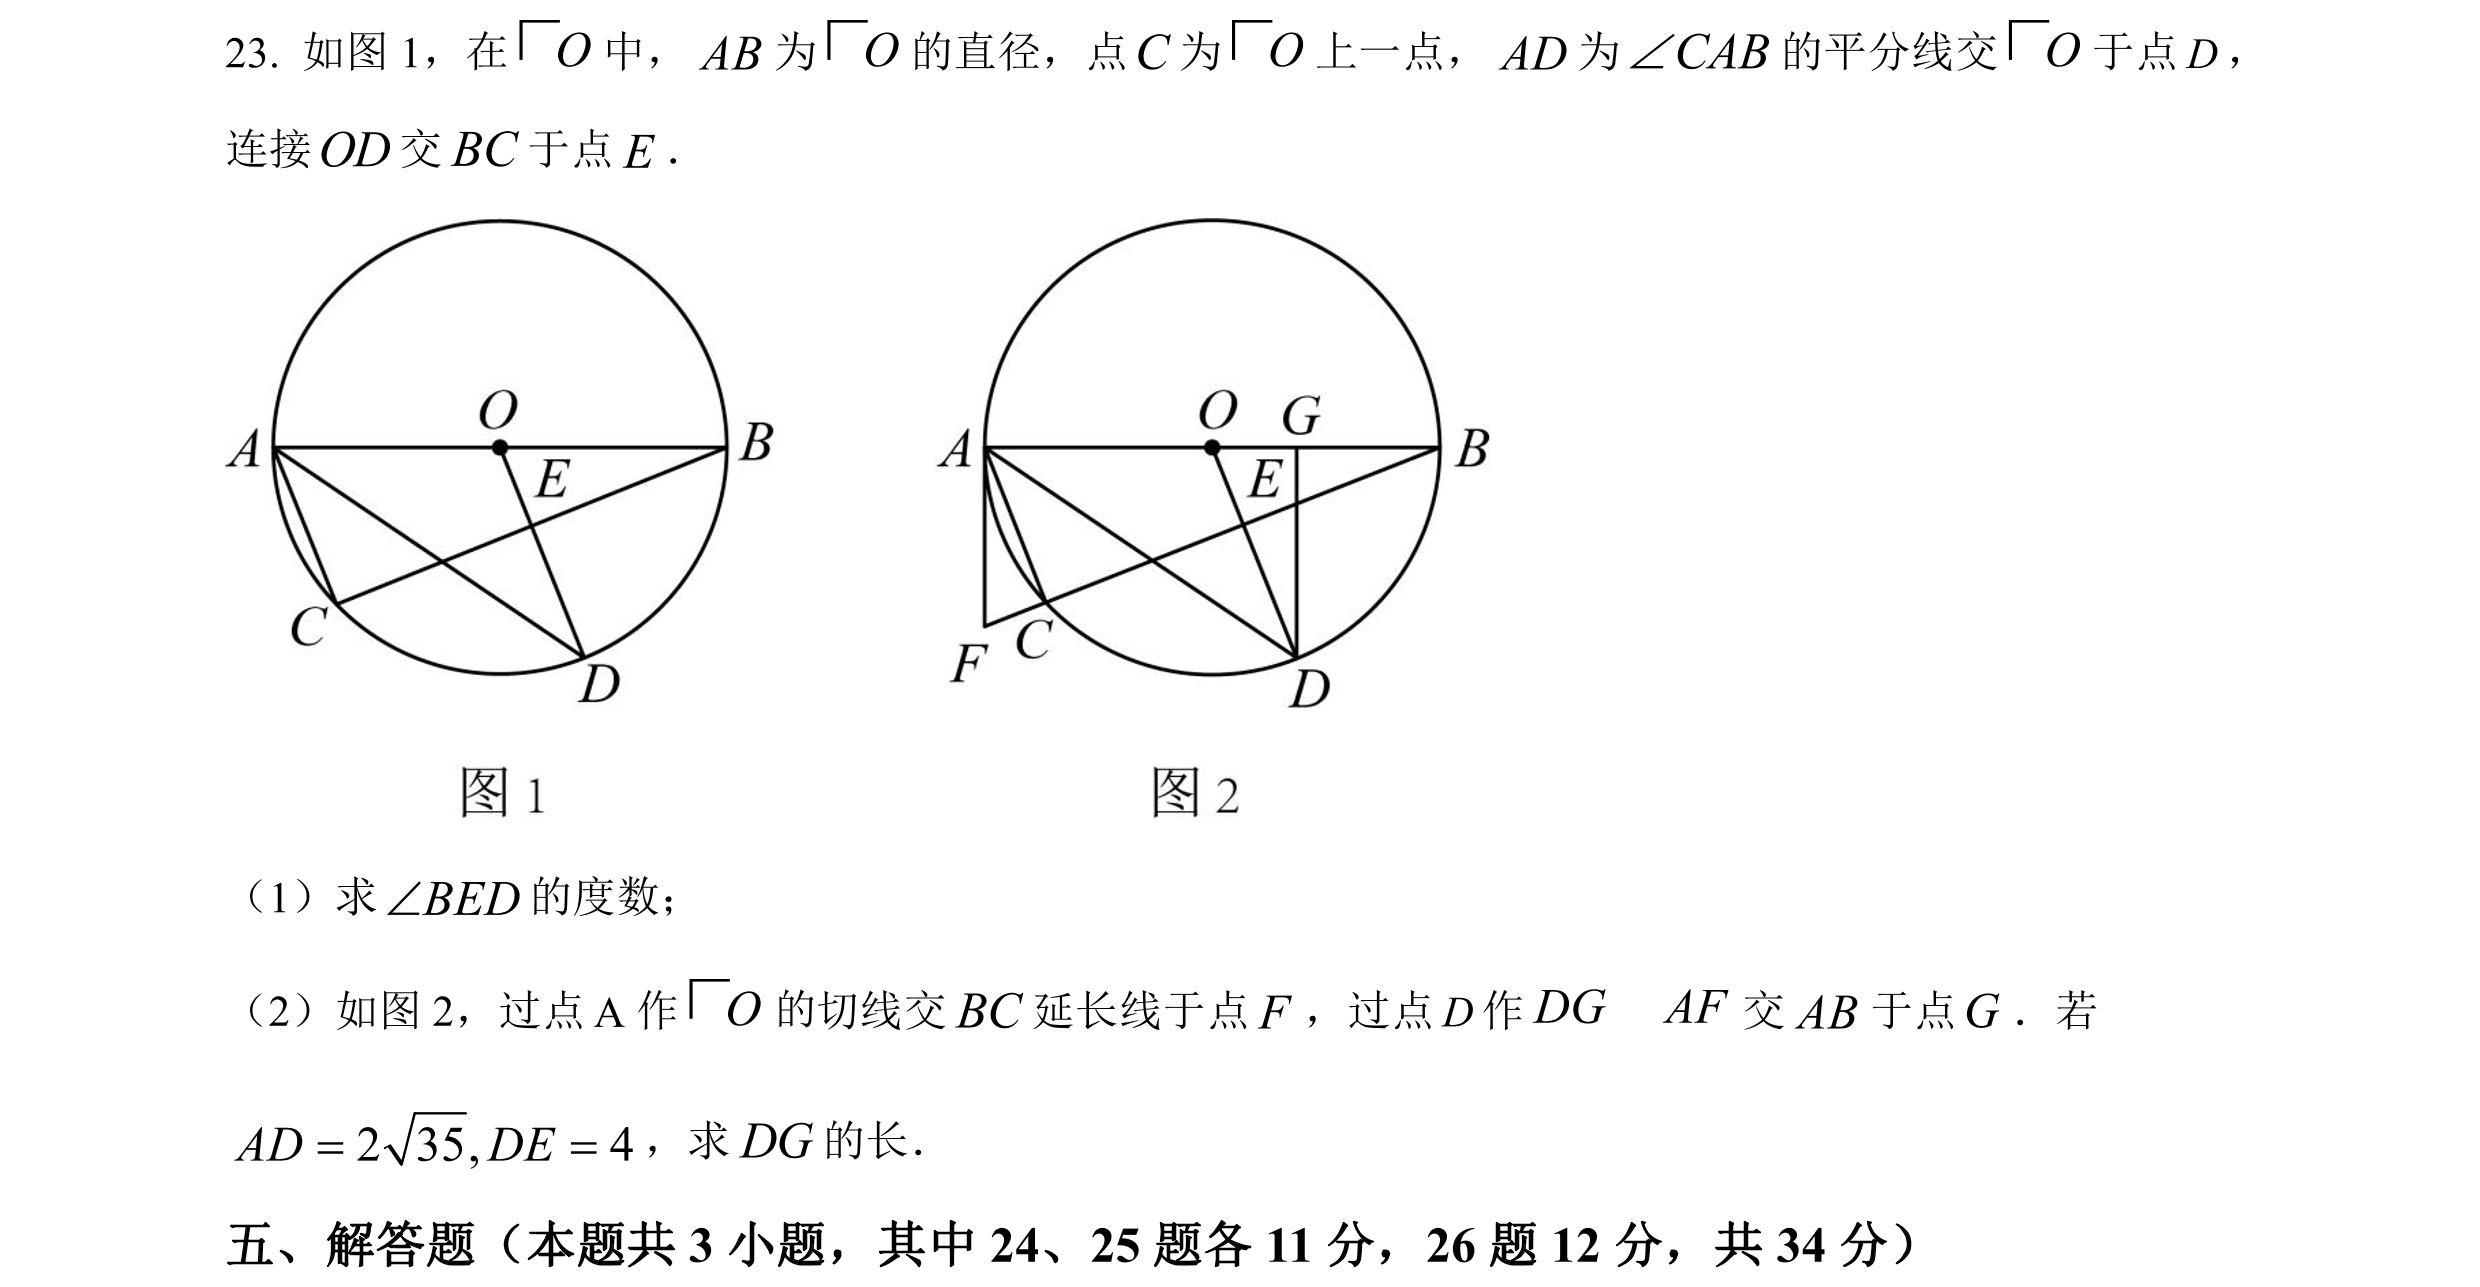 23. 如图 1，在⎾O 中，AB 为⎾O 的直径，点 C 为⎾O 上一点，AD 为∠CAB 的平分线交⎾O 于点 D，
连接 OD 交 BC 于点 E．
O
A
B
E
C
D
O G
A
B
E
F
C
D
图 1
图 2
（1）求∠BED 的度数；
（2）如图 2，过点 A 作⎾O 的切线交 BC 延长线于点 F，过点 D 作 DG AF 交 AB 于点 G．若
AD = 2√35, DE = 4，求 DG 的长．
五、解答题（本题共 3 小题，其中 24、25 题各 11 分，26 题 12 分，共 34 分）